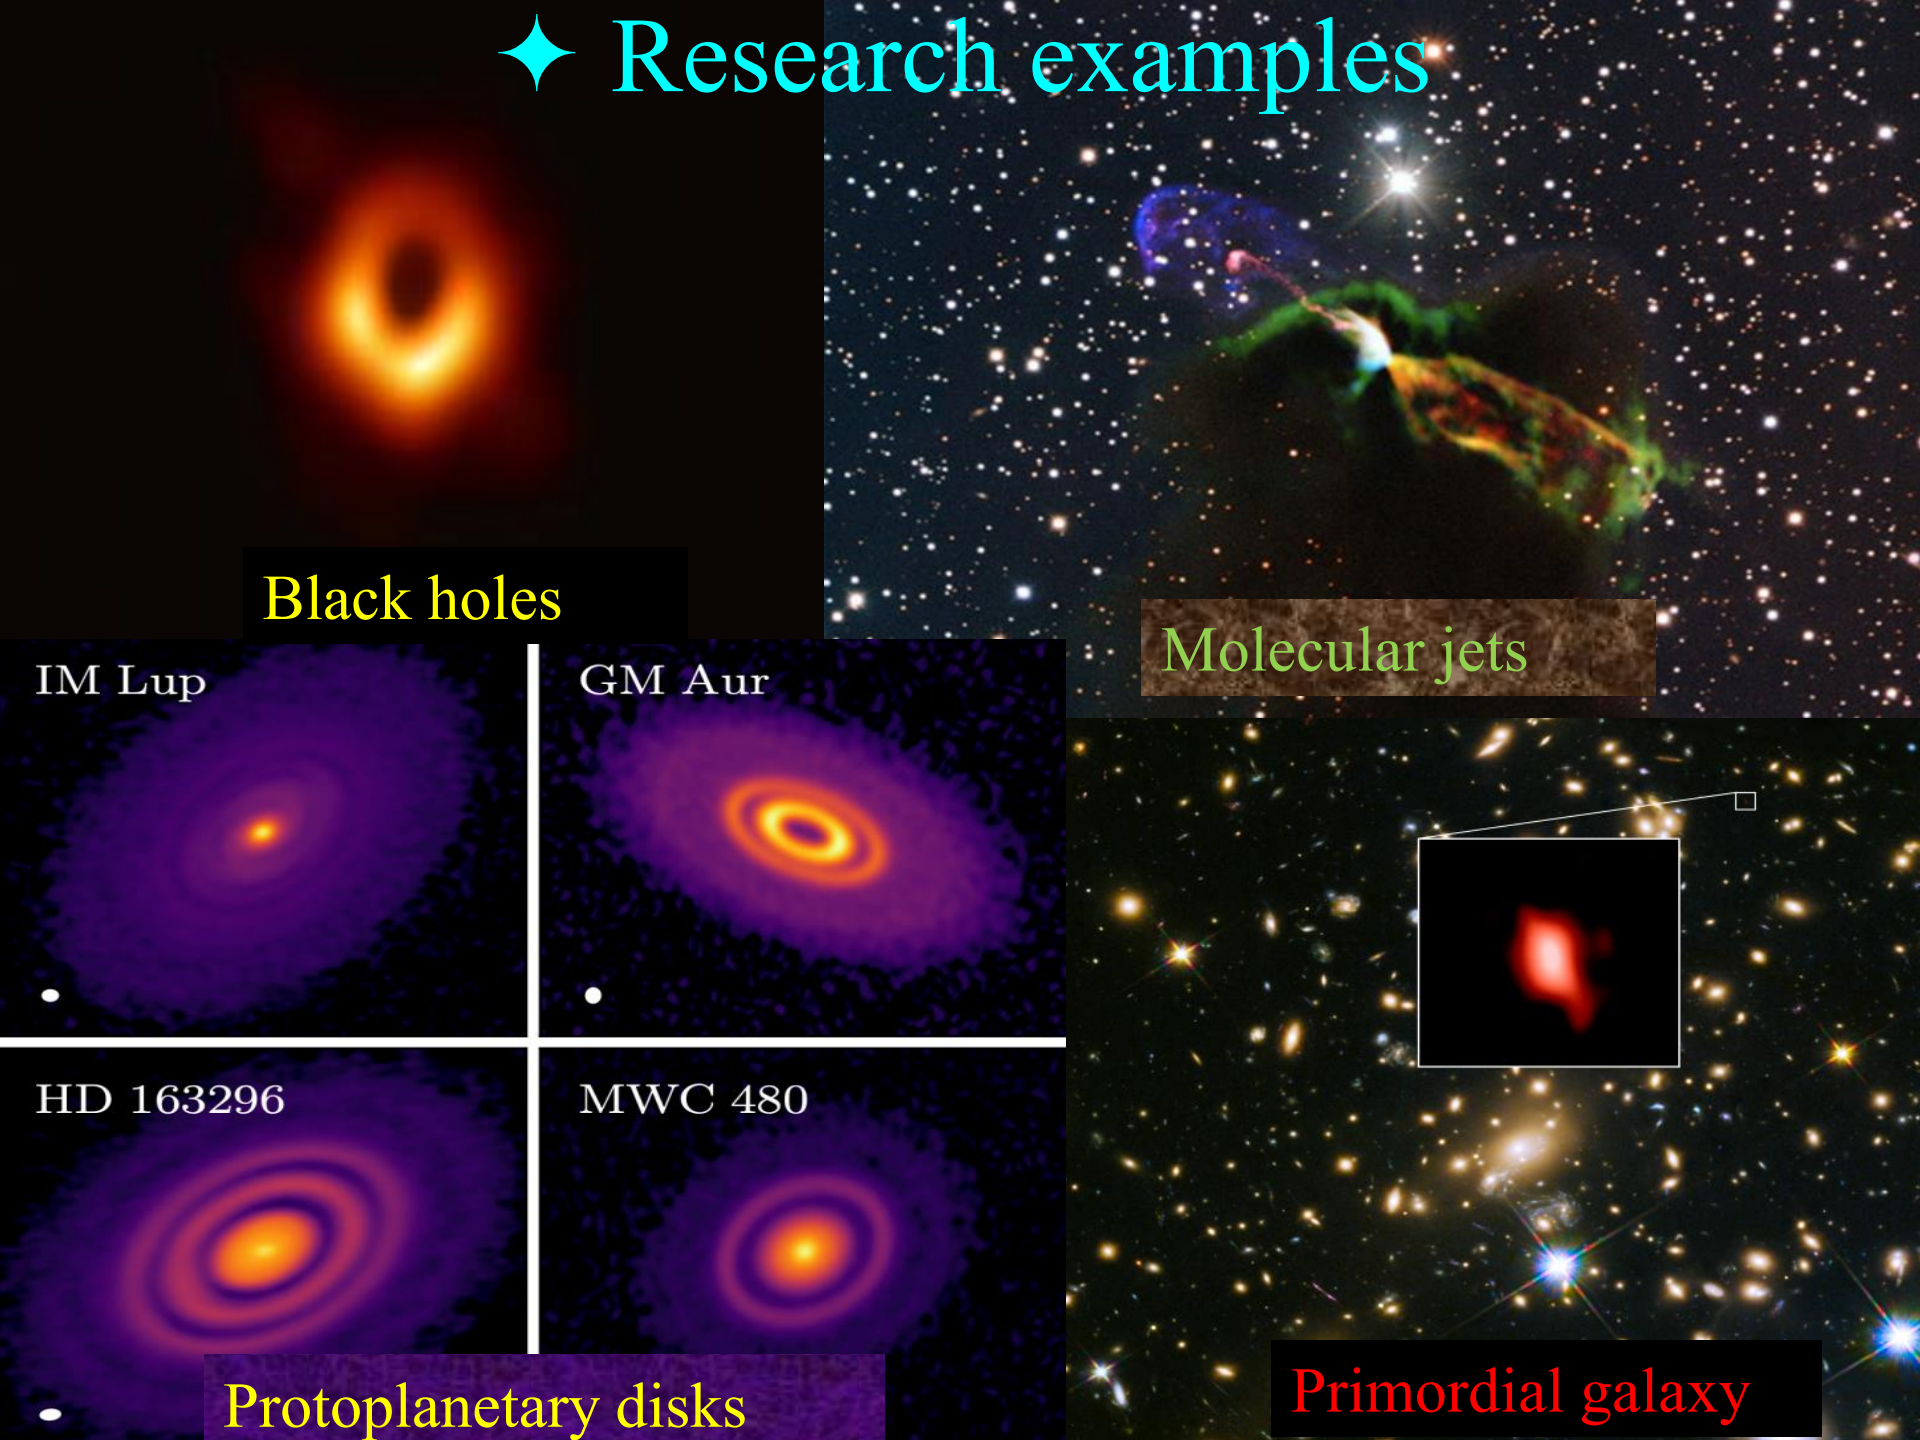 ✦ Research examples
Black holes
Molecular jets
IM Lup
GM Aur
HD 163296
MWC 480
Protoplanetary disks
Primordial galaxy